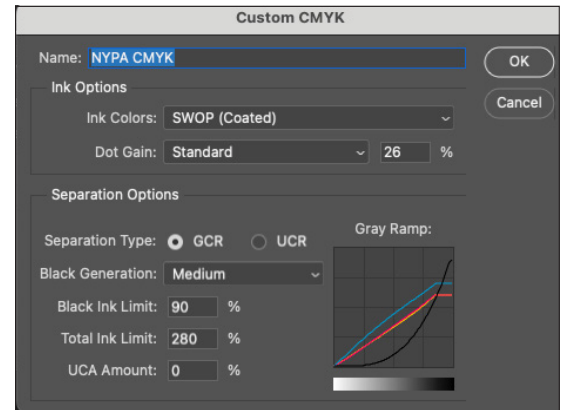 Custom CMYK
Name: NYPA CMYK
OK
Cancel
Ink Options
Ink Colors: SWOP (Coated)
Dot Gain: Standard 26 %
Separation Options
Separation Type: GCR UCR
Gray Ramp:
Black Generation: Medium
Black Ink Limit: 90 %
Total Ink Limit: 280 %
UCA Amount: 0 %